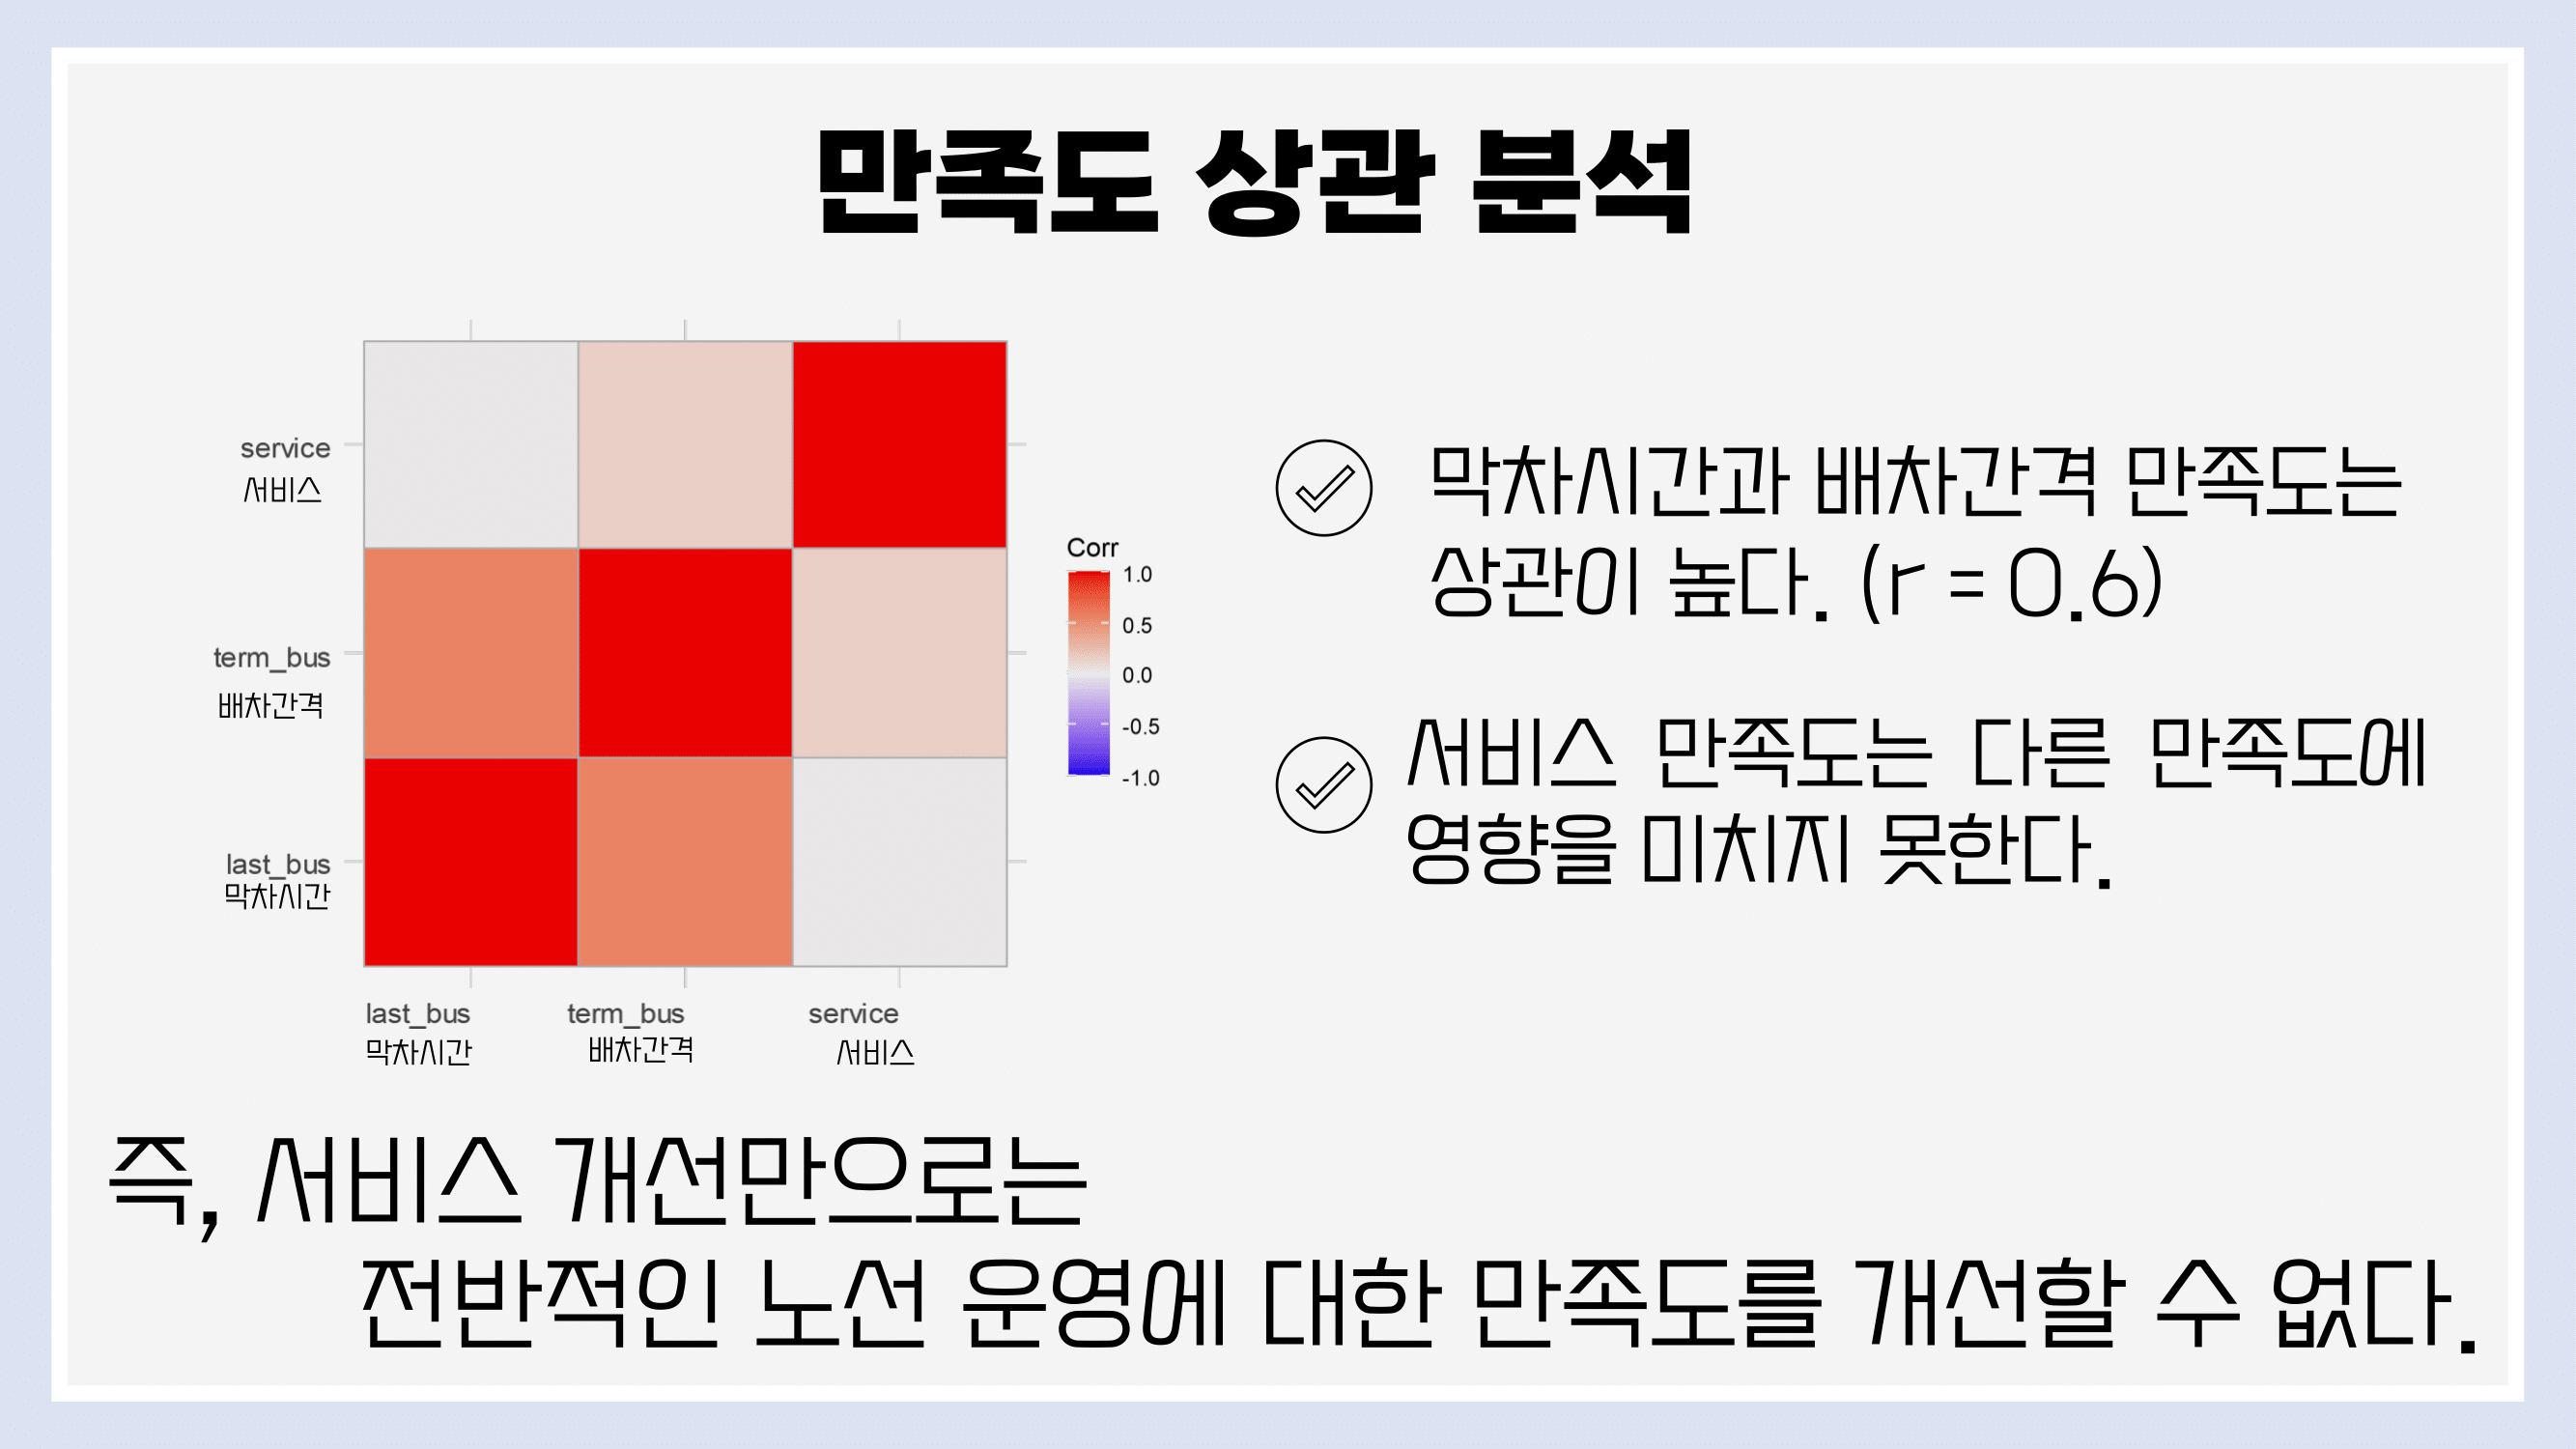 만족도 상관 분석
service
서비스
term_bus
배차간격
last_bus
막차시간
last_bus
term_bus
service
막차시간
배차간격
서비스
Corr
1.0
0.5
0.0
-0.5
-1.0
막차시간과 배차간격 만족도는
상관이 높다. (r = 0.6)
서비스 만족도는 다른 만족도에
영향을 미치지 못한다.
즉, 서비스 개선만으로는
전반적인 노선 운영에 대한 만족도를 개선할 수 없다.